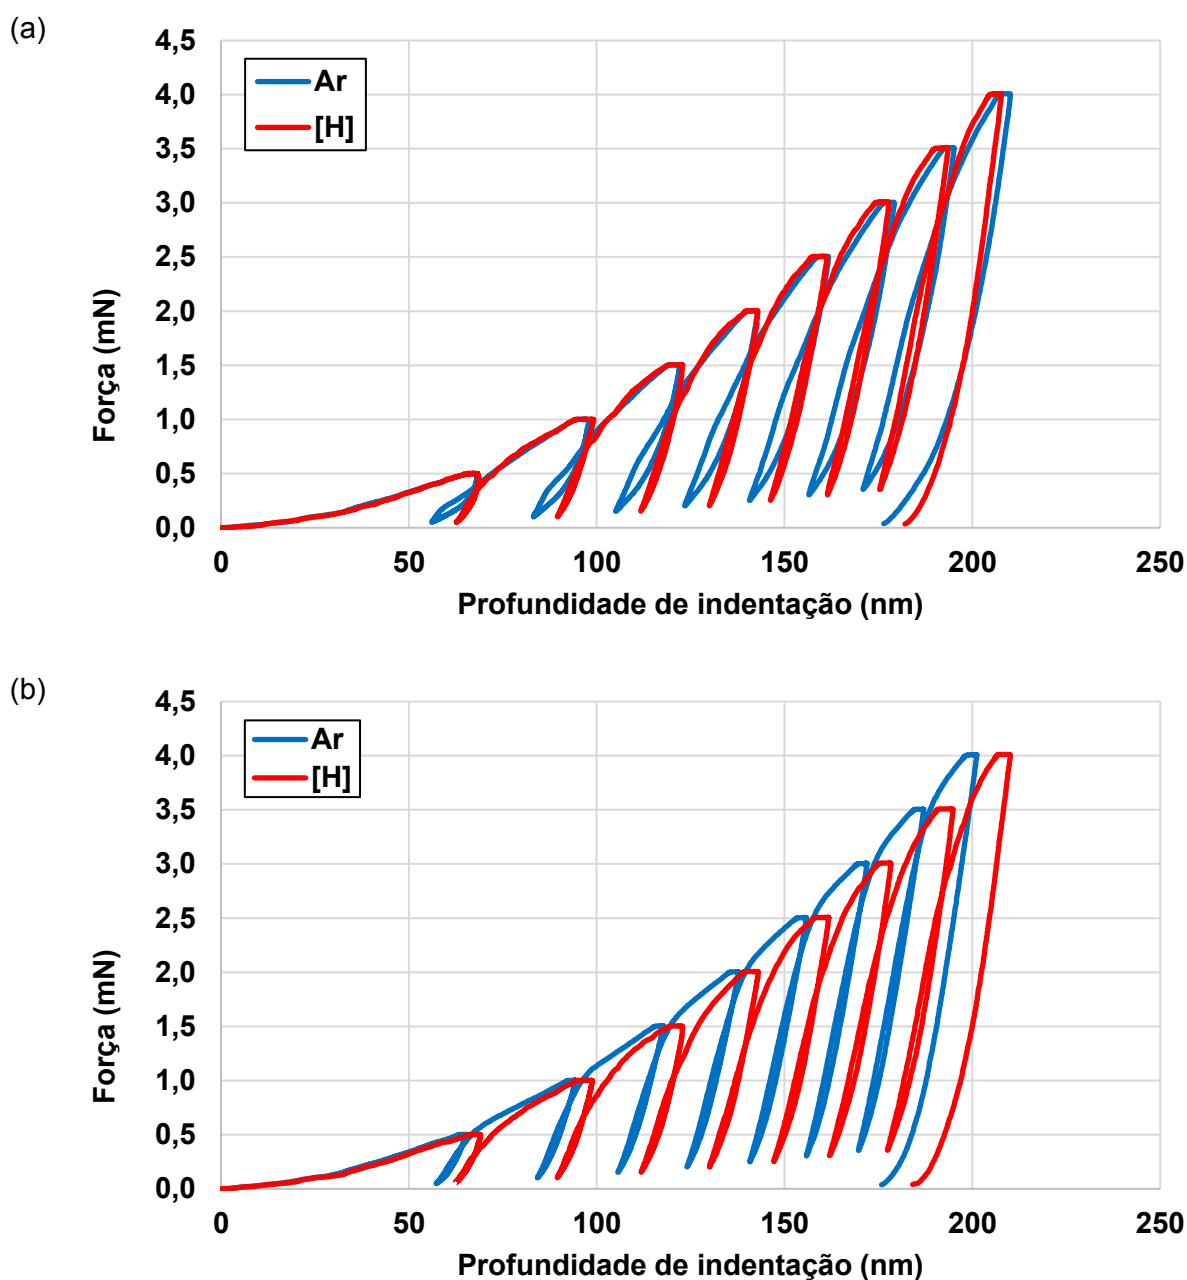 (a)
4,5
4,0
3,5
3,0
2,5
2,0
1,5
1,0
0,5
0,0
Força (mN)
Ar
[H]
0 50 100 150 200 250
Profundidade de indentação (nm)
(b)
4,5
4,0
3,5
3,0
2,5
2,0
1,5
1,0
0,5
0,0
Força (mN)
Ar
[H]
0 50 100 150 200 250
Profundidade de indentação (nm)